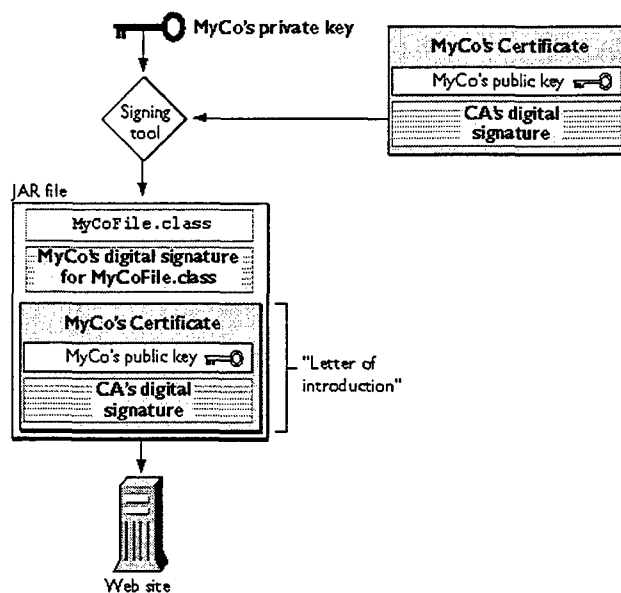 MyCo's private key
MyCo's Certificate
MyCo's public key
CA's digital
signature
Signing
tool
JAR file
MyCoFile.class
MyCo's digital signature
for MyCoFile.class
MyCo's Certificate
MyCo's public key
CA's digital
signature
"Letter of
introduction"
Web site